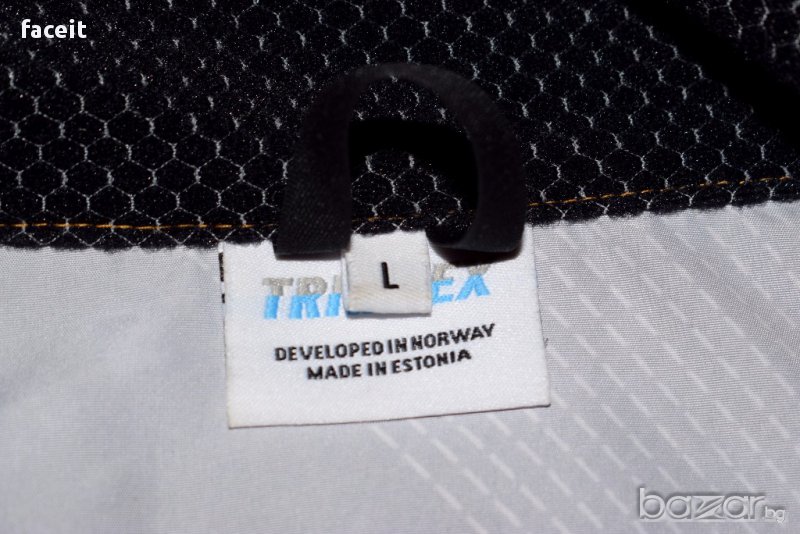 faceit
L
DEVELOPED IN NORWAY
MADE IN ESTONIA
bazar.bg